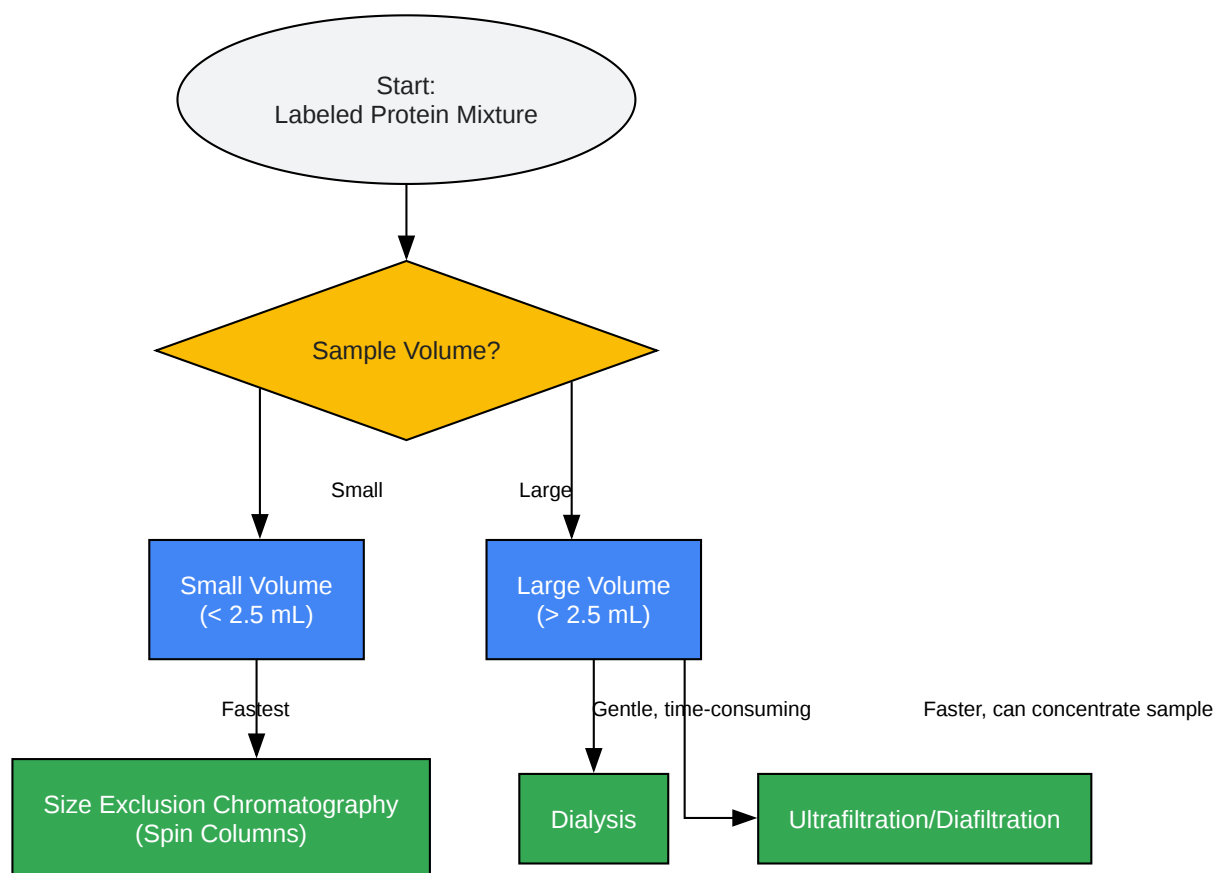 Start:
Labeled Protein Mixture
Sample Volume?
Small
Large
Small Volume
(< 2.5 mL)
Large Volume
(> 2.5 mL)
Fastest
Gentle, time-consuming
Faster, can concentrate sample
Size Exclusion Chromatography
(Spin Columns)
Dialysis
Ultrafiltration/Diafiltration